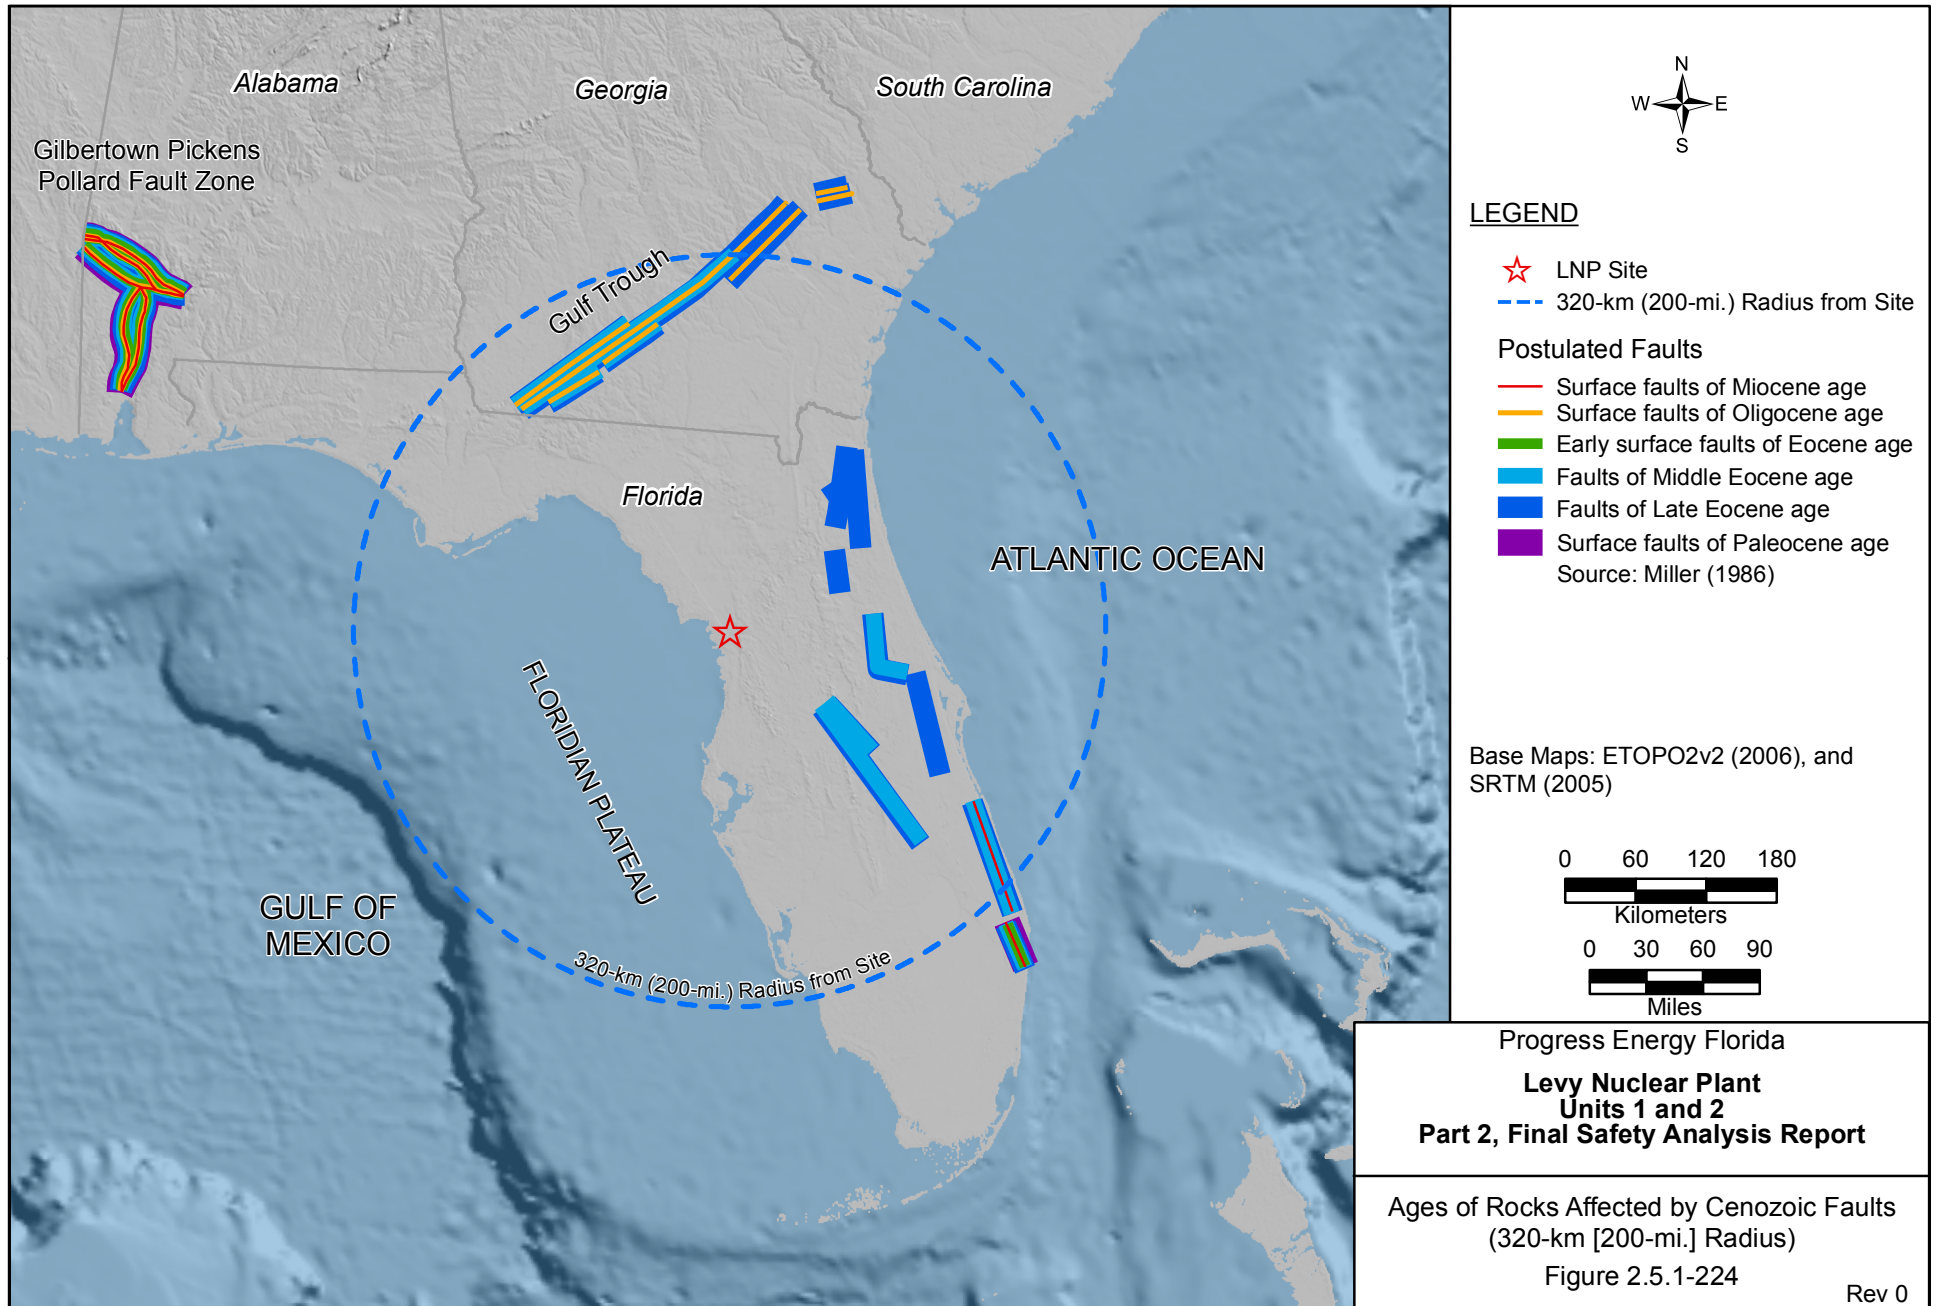 Alabama
Georgia
South Carolina
Gilbertown Pickens
Pollard Fault Zone
Gulf Trough
Florida
ATLANTIC OCEAN
FLORIDIAN PLATEAU
GULF OF
MEXICO
320-km (200-mi.) Radius from Site
N
W E
S
LEGEND
LNP Site
320-km (200-mi.) Radius from Site
Postulated Faults
Surface faults of Miocene age
Surface faults of Oligocene age
Early surface faults of Eocene age
Faults of Middle Eocene age
Faults of Late Eocene age
Surface faults of Paleocene age
Source: Miller (1986)
Base Maps: ETOPO2v2 (2006), and
SRTM (2005)
0 60 120 180
Kilometers
0 30 60 90
Miles
Progress Energy Florida
Levy Nuclear Plant
Units 1 and 2
Part 2, Final Safety Analysis Report
Ages of Rocks Affected by Cenozoic Faults
(320-km [200-mi.] Radius)
Figure 2.5.1-224
Rev 0